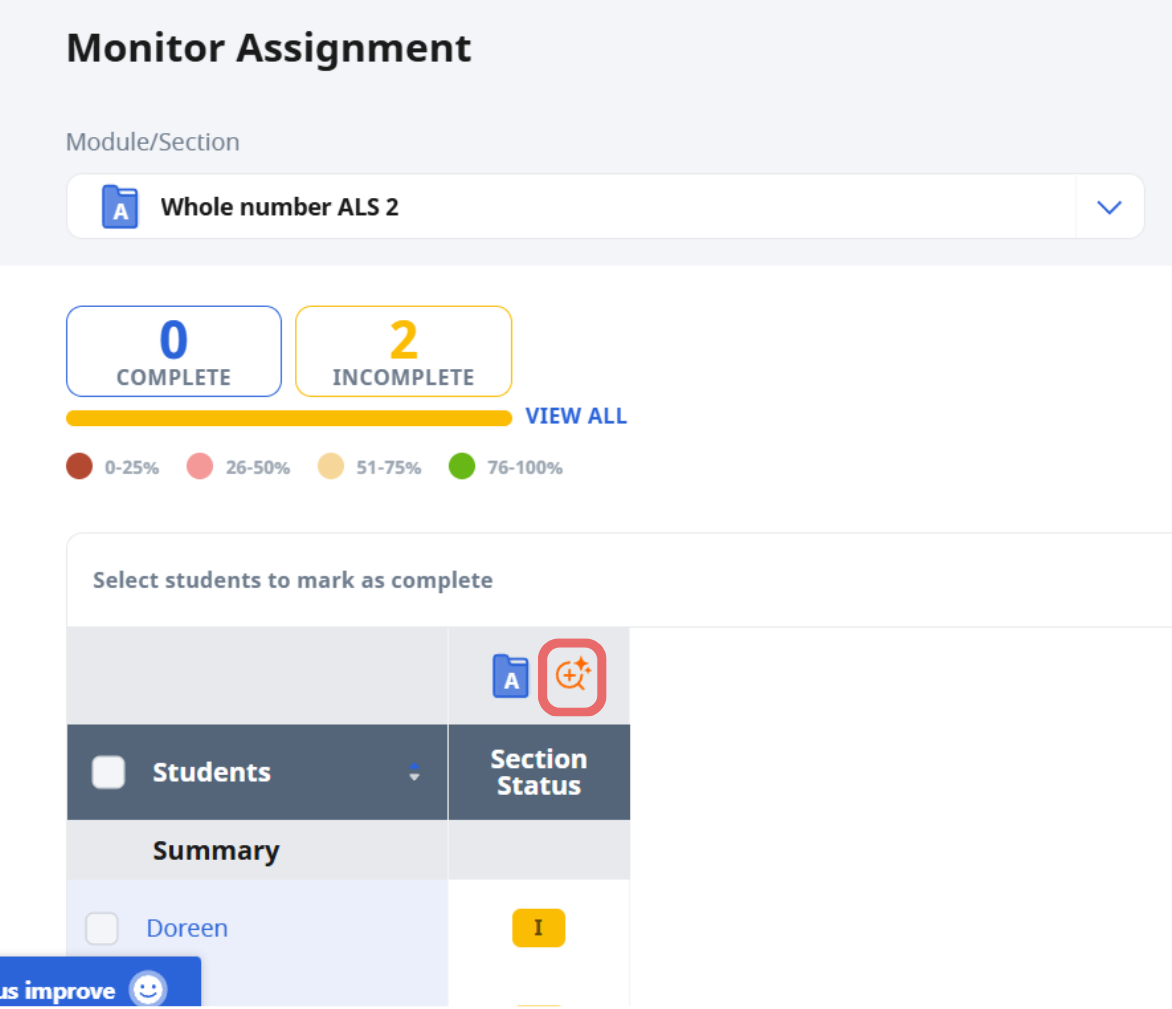 Monitor Assignment
Module/Section
A Whole number ALS 2
0 2
COMPLETE INCOMPLETE
VIEW ALL
0-25% 26-50% 51-75% 76-100%
Select students to mark as complete
A
Students Section Status
Summary
Doreen I
us improve